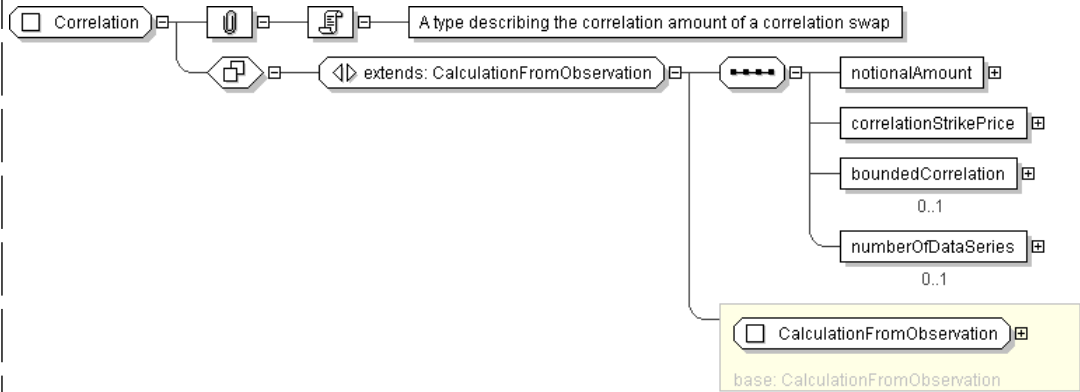 Correlation
A type describing the correlation amount of a correlation swap
extends: CalculationFromObservation
notionalAmount
correlationStrikePrice
boundedCorrelation
0..1
numberOfDataSeries
0..1
CalculationFromObservation
base: CalculationFromObservation